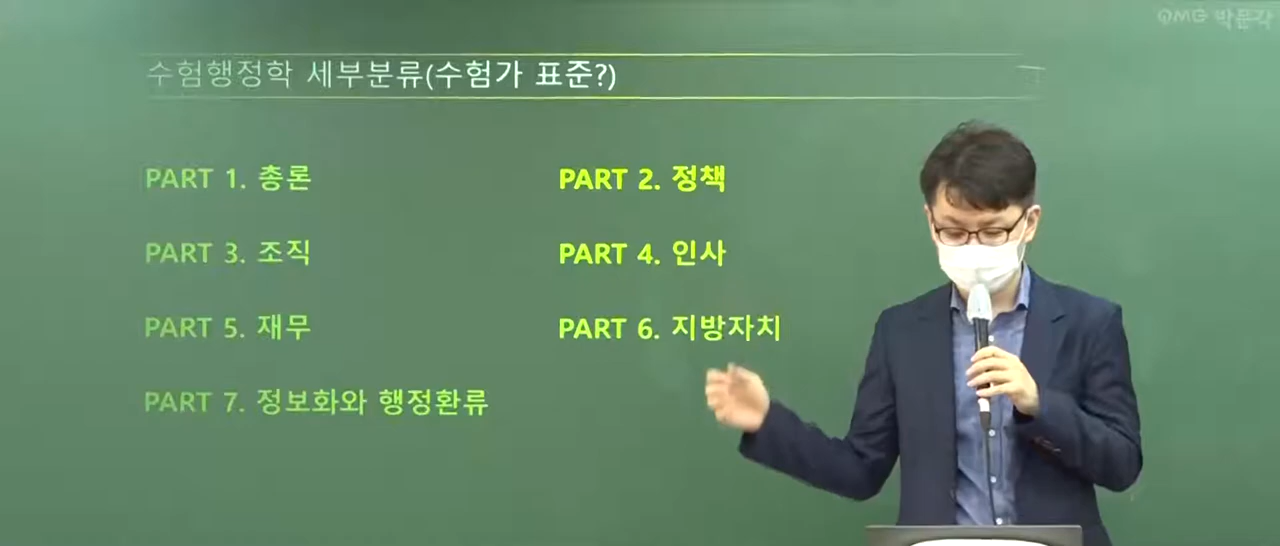 PMG 박문각
수험행정학 세부분류(수험가 표준?)
PART 1. 총론
PART 2. 정책
PART 3. 조직
PART 4. 인사
PART 5. 재무
PART 6. 지방자치
PART 7. 정보화와 행정환류